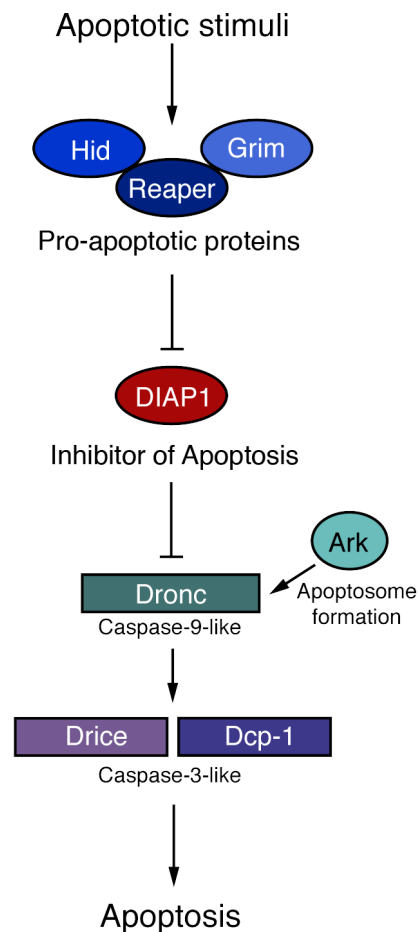 Apoptotic stimuli
Hid
Grim
Reaper
Pro-apoptotic proteins
DIAP1
Inhibitor of Apoptosis
Ark
Dronc
Apoptosome
formation
Caspase-9-like
Drice
Dcp-1
Caspase-3-like
Apoptosis